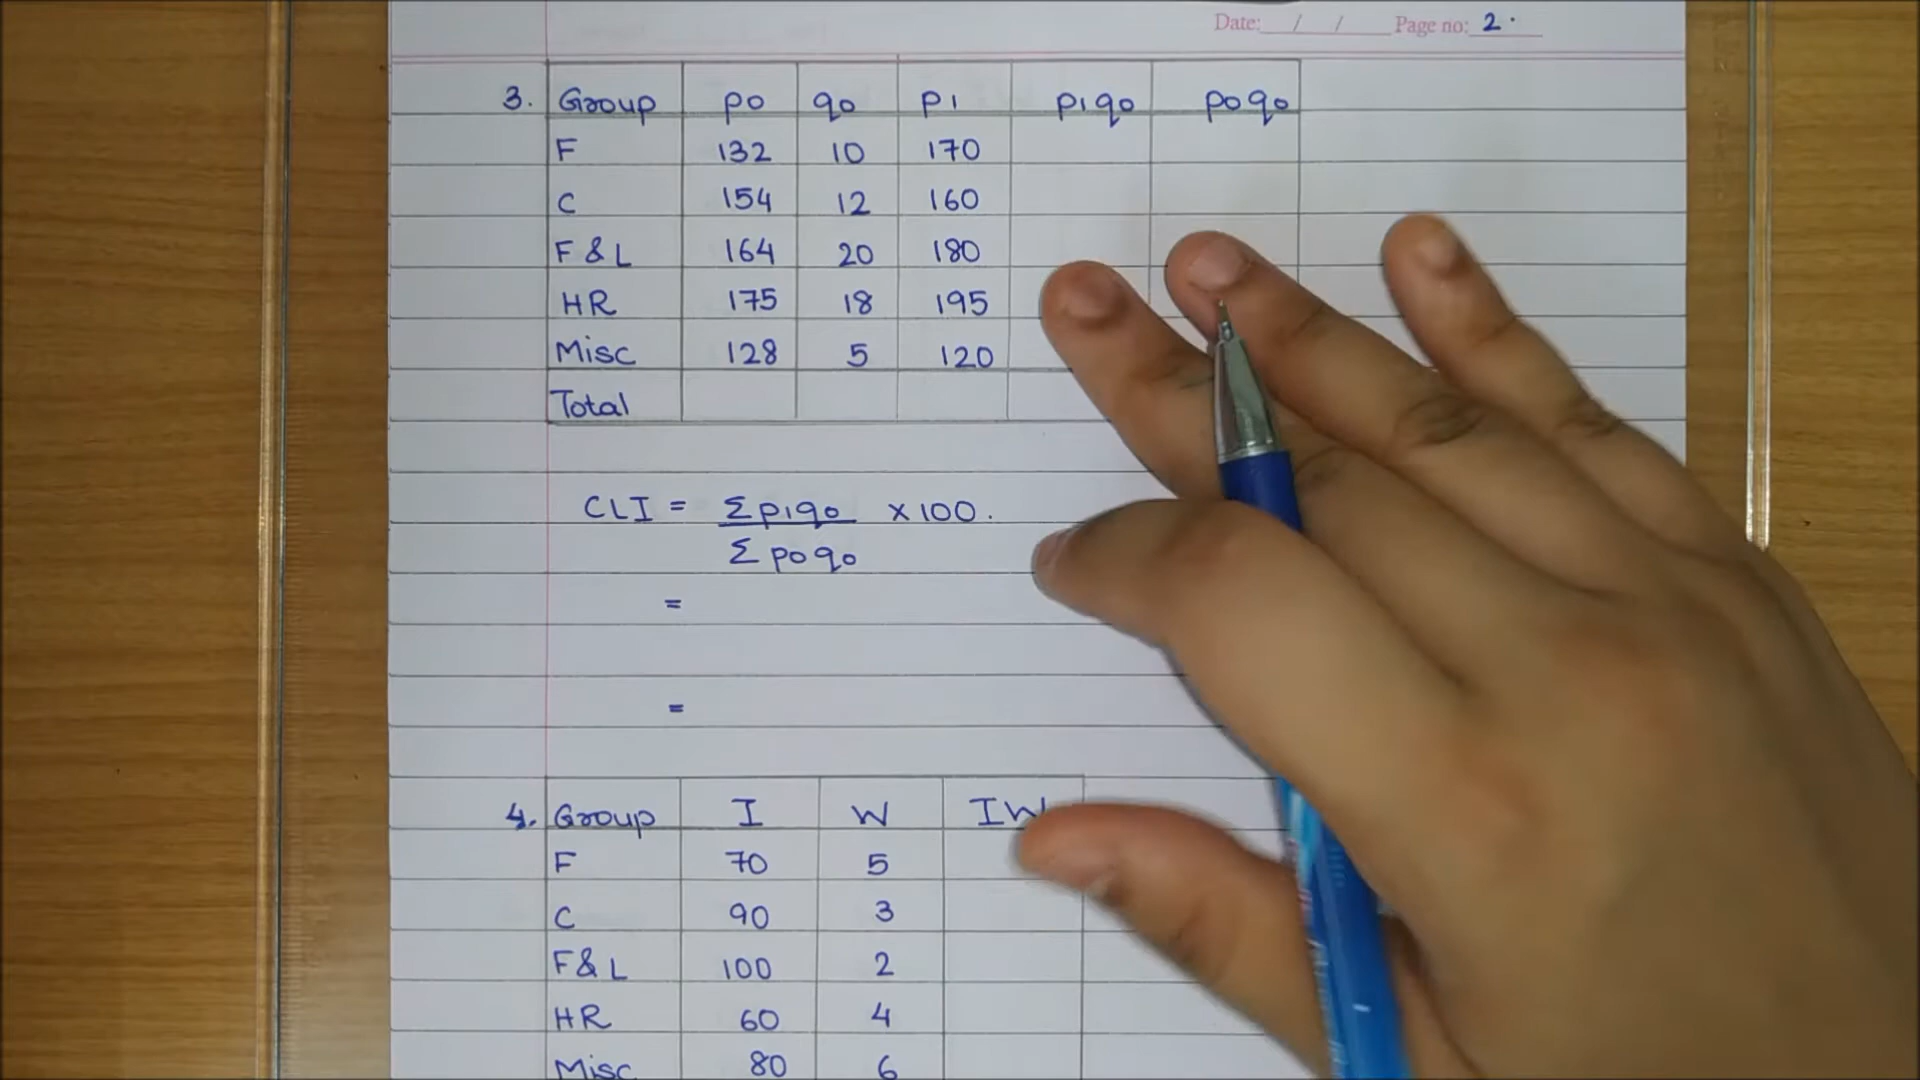 Date: / / Page no: 2.
3. Group p0 q0 p1 p1q0 p0q0
F 132 10 170
C 154 12 160
F & L 164 20 180
HR 175 18 195
Misc 128 5 120
Total
CLI = Σp1q0 x 100.
Σp0q0
=
=
4. Group I W IW
F 70 5
C 90 3
F & L 100 2
HR 60 4
Misc 80 6